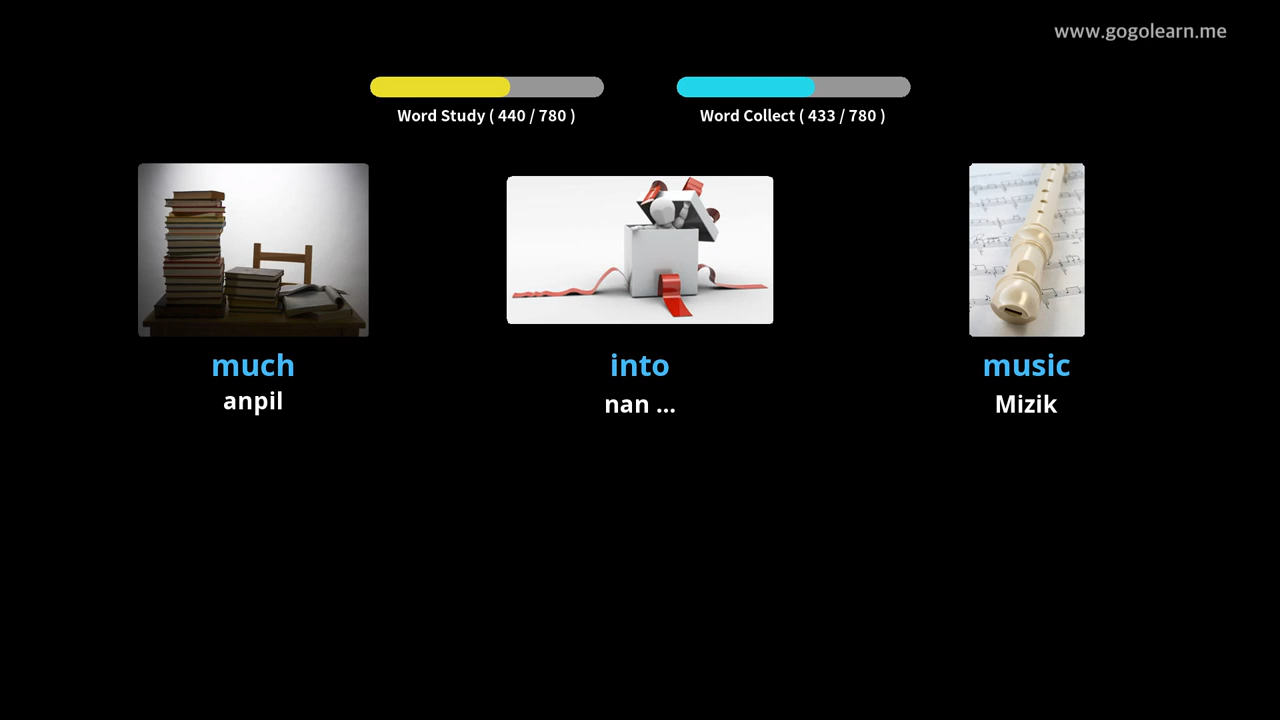 www.gogolearn.me
Word Study ( 440 / 780 )
Word Collect ( 433 / 780 )
much
anpil
into
nan ...
music
Mizik